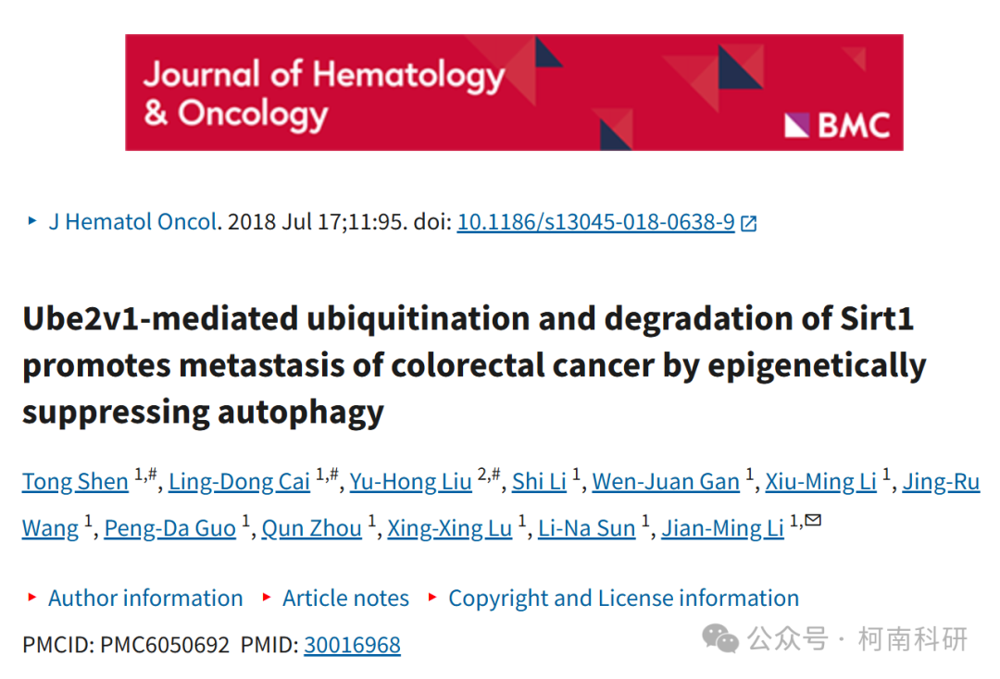 Journal of Hematology
& Oncology
BMC
J Hematol Oncol. 2018 Jul 17;11:95. doi: 10.1186/s13045-018-0638-9
Ube2v1-mediated ubiquitination and degradation of Sirt1
promotes metastasis of colorectal cancer by epigenetically
suppressing autophagy
Tong Shen 1,#, Ling-Dong Cai 1,#, Yu-Hong Liu 2,#, Shi Li 1, Wen-Juan Gan 1, Xiu-Ming Li 1, Jing-Ru
Wang 1, Peng-Da Guo 1, Qun Zhou 1, Xing-Xing Lu 1, Li-Na Sun 1, Jian-Ming Li 1,✉
Author information Article notes Copyright and License information
PMCID: PMC6050692 PMID: 30016968
公众号 · 柯南科研